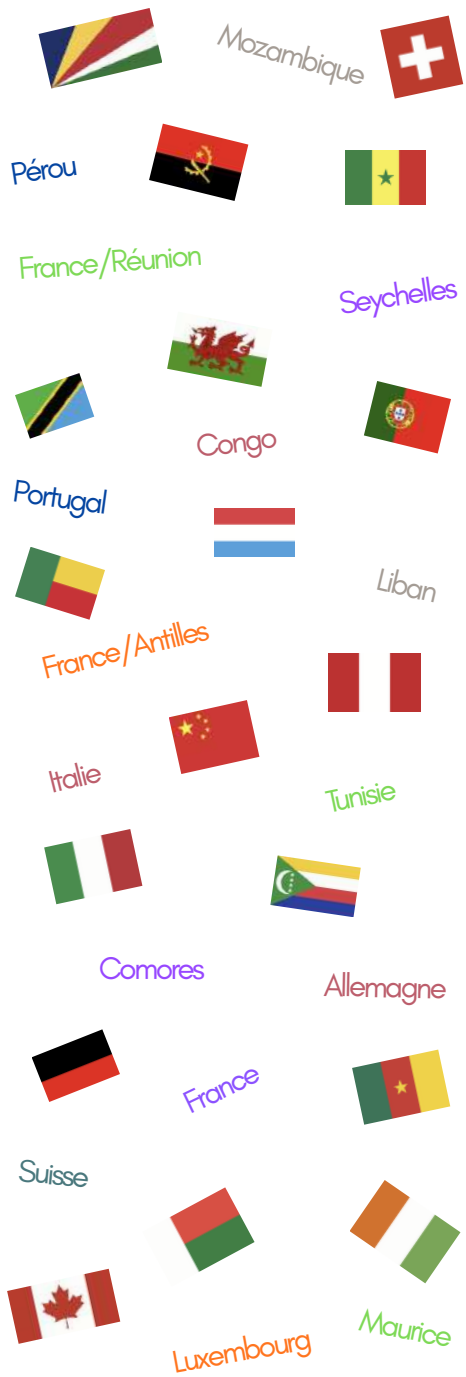 Mozambique
Pérou
France/Réunion
Seychelles
Congo
Portugal
Liban
France/Antilles
Italie
Tunisie
Comores
Allemagne
France
Suisse
Maurice
Luxembourg